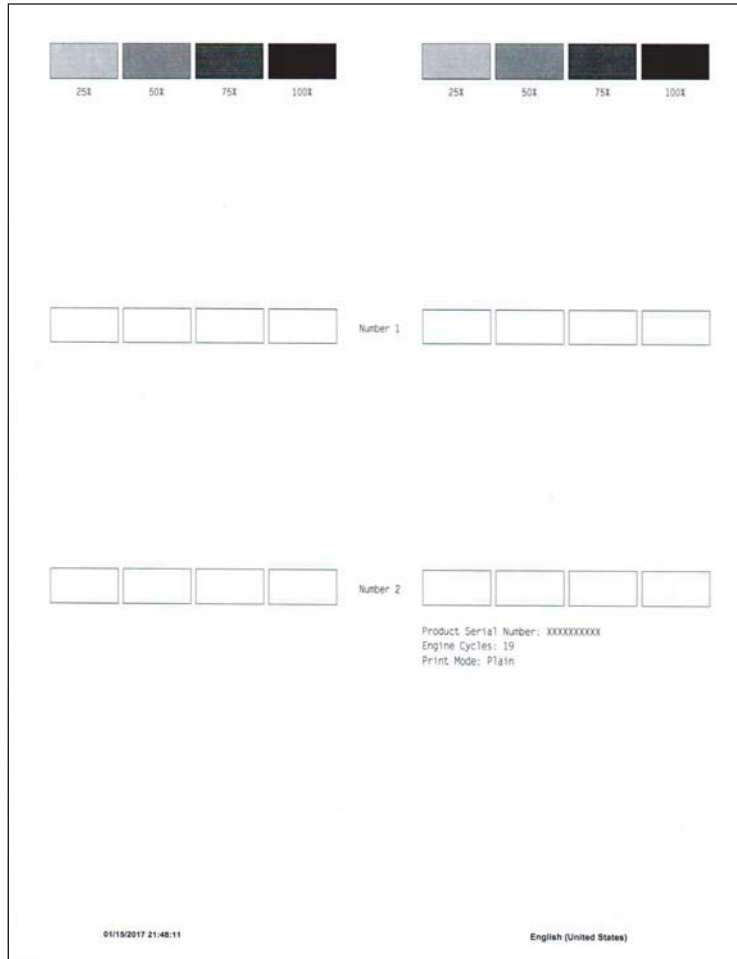 25% 50% 75% 100% 25% 50% 75% 100%
Number 1
Number 2
Product Serial Number: XXXXXXXXXX
Engine Cycles: 19
Print Mode: Plain
01/15/2017 21:48:11 English (United States)